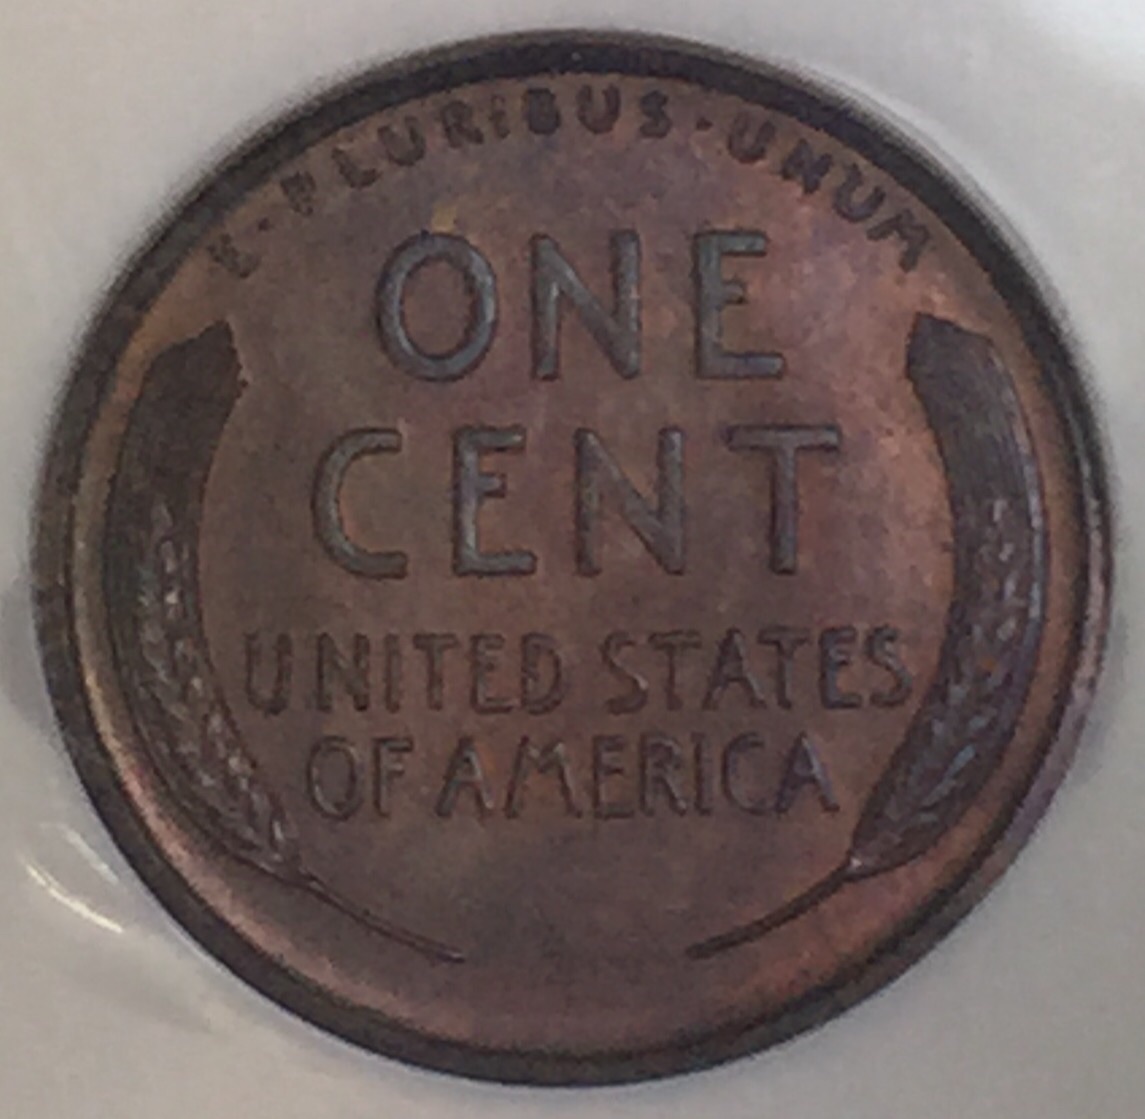 E·PLURIBUS·UNUM
ONE
CENT
UNITED STATES
OF AMERICA